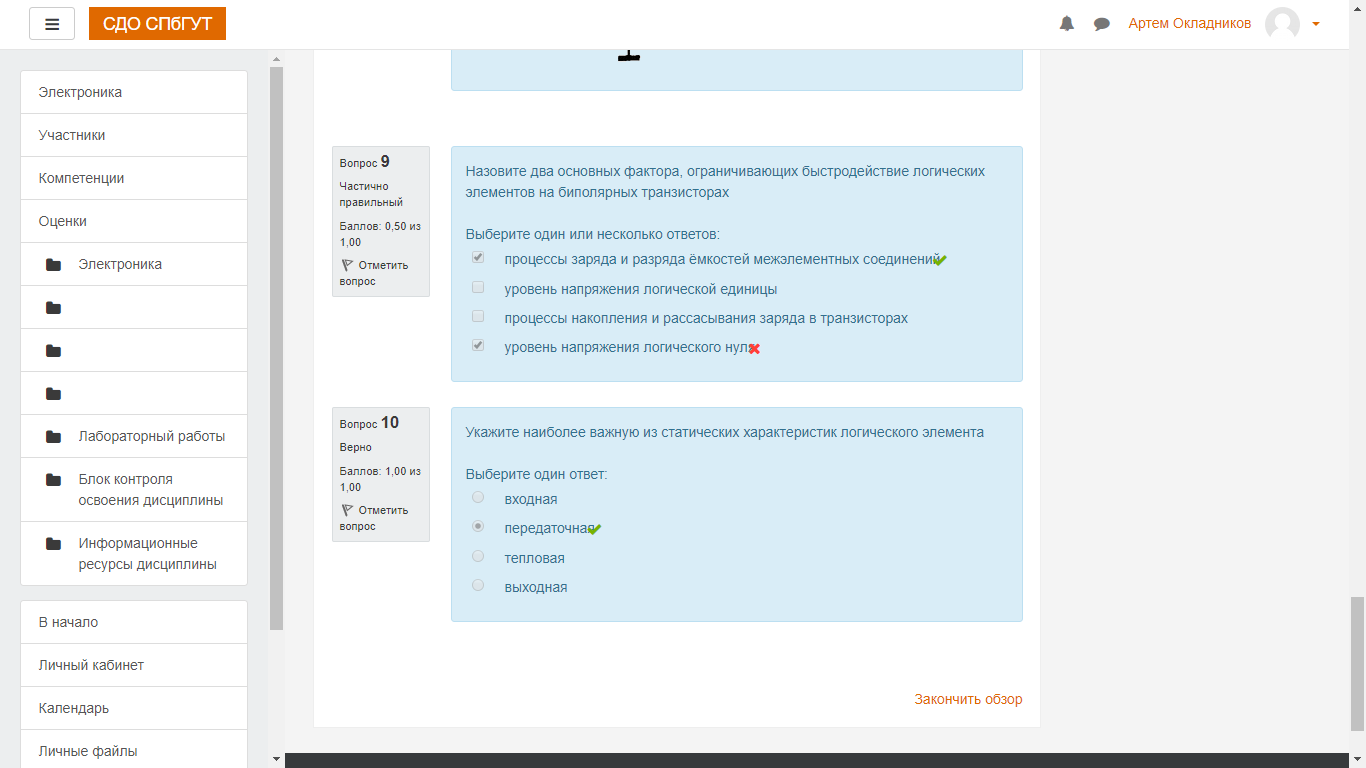 СДО СПбГУТ
Артем Окладников
Электроника
Участники
Компетенции
Оценки
Электроника
Лабораторный работы
Блок контроля
освоения дисциплины
Информационные
ресурсы дисциплины
В начало
Личный кабинет
Календарь
Личные файлы
Вопрос 9
Частично
правильный
Баллов: 0,50 из
1,00
Отметить
вопрос
Назовите два основных фактора, ограничивающих быстродействие логических
элементов на биполярных транзисторах
Выберите один или несколько ответов:
процессы заряда и разряда ёмкостей межэлементных соединений
уровень напряжения логической единицы
процессы накопления и рассасывания заряда в транзисторах
уровень напряжения логического нуля
Вопрос 10
Верно
Баллов: 1,00 из
1,00
Отметить
вопрос
Укажите наиболее важную из статических характеристик логического элемента
Выберите один ответ:
входная
передаточная
тепловая
выходная
Закончить обзор